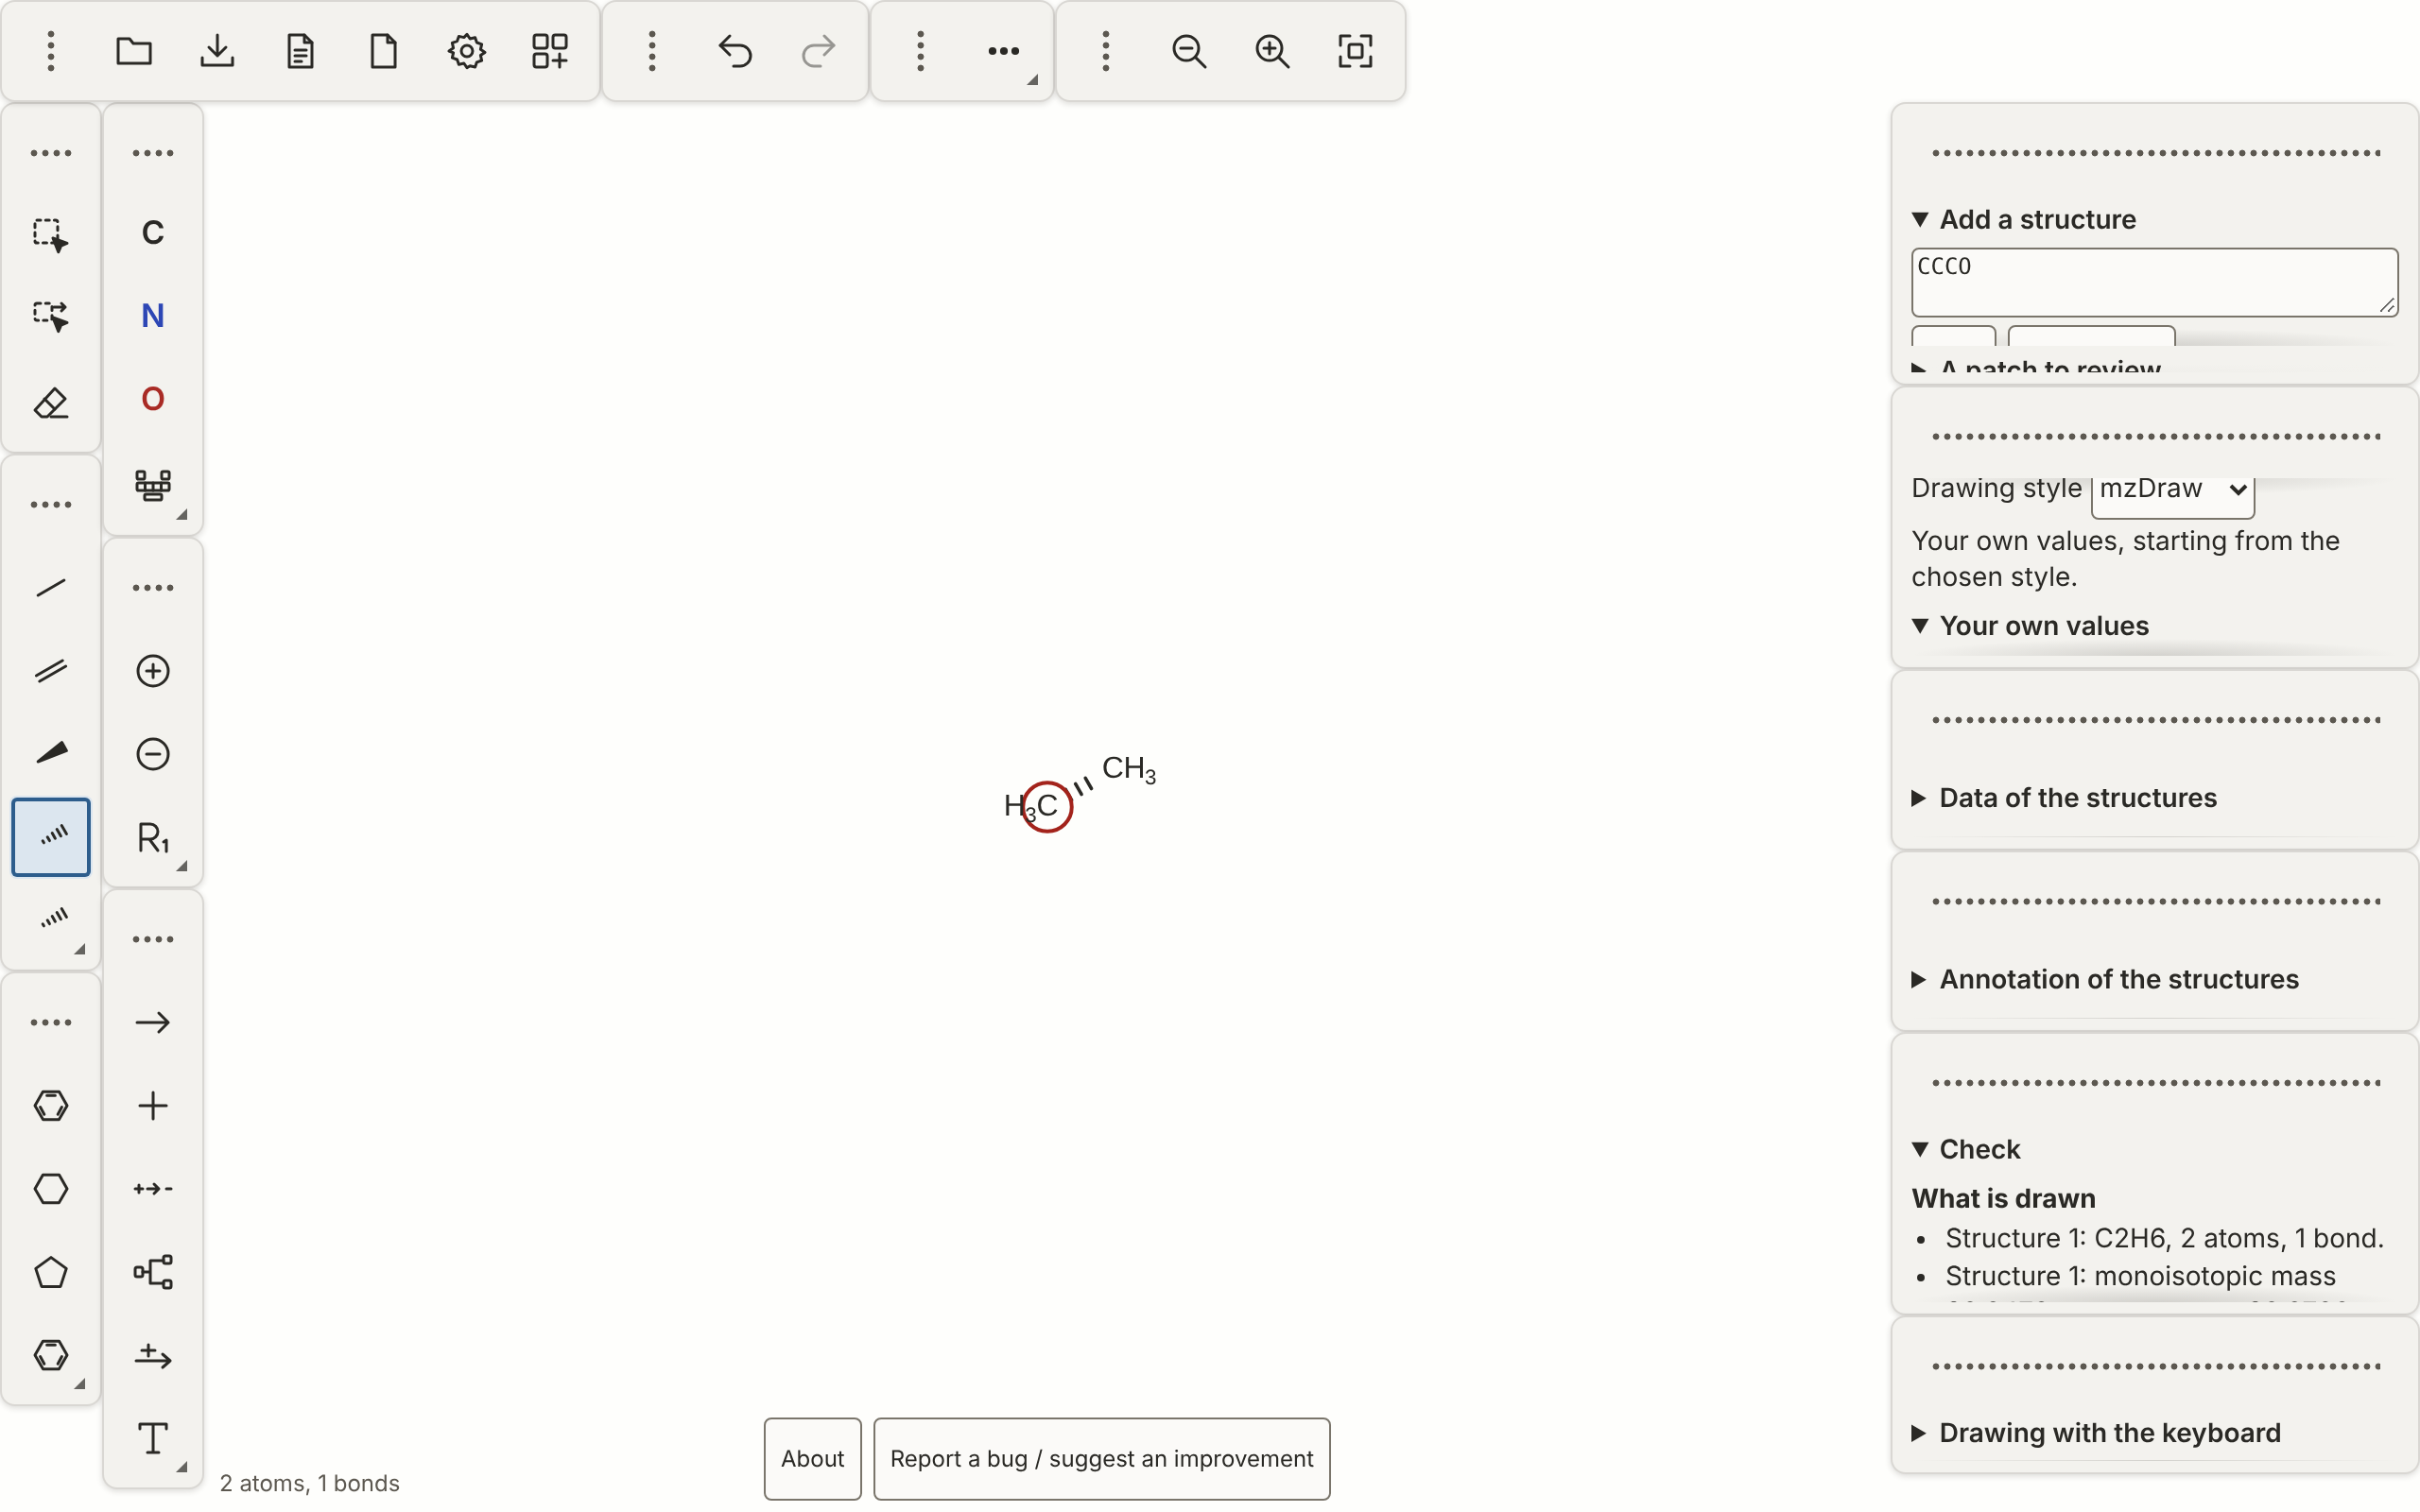 C
N
O
R1
T
CH3
H3C
2 atoms, 1 bonds
About
Report a bug / suggest an improvement
Add a structure
CCCO
A patch to review
Drawing style mzDraw
Your own values, starting from the
chosen style.
Your own values
Data of the structures
Annotation of the structures
Check
What is drawn
• Structure 1: C2H6, 2 atoms, 1 bond.
• Structure 1: monoisotopic mass
Drawing with the keyboard